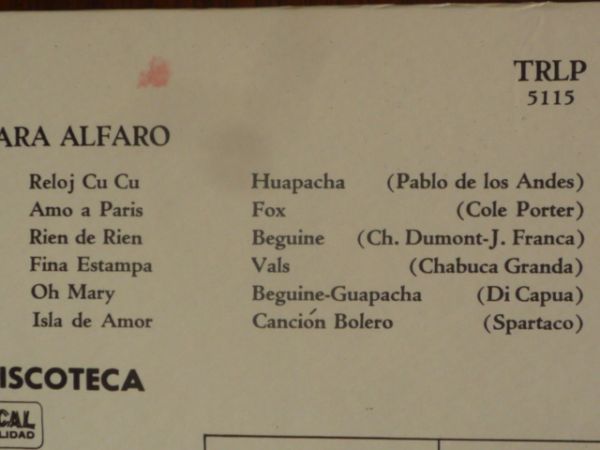 TRLP
5115
ARA ALFARO
Reloj Cu Cu Huapacha (Pablo de los Andes)
Amo a Paris Fox (Cole Porter)
Rien de Rien Beguine (Ch. Dumont-J. Franca)
Fina Estampa Vals (Chabuca Granda)
Oh Mary Beguine-Guapacha (Di Capua)
Isla de Amor Canción Bolero (Spartaco)
ISCOTECA
CAL
LIDAD